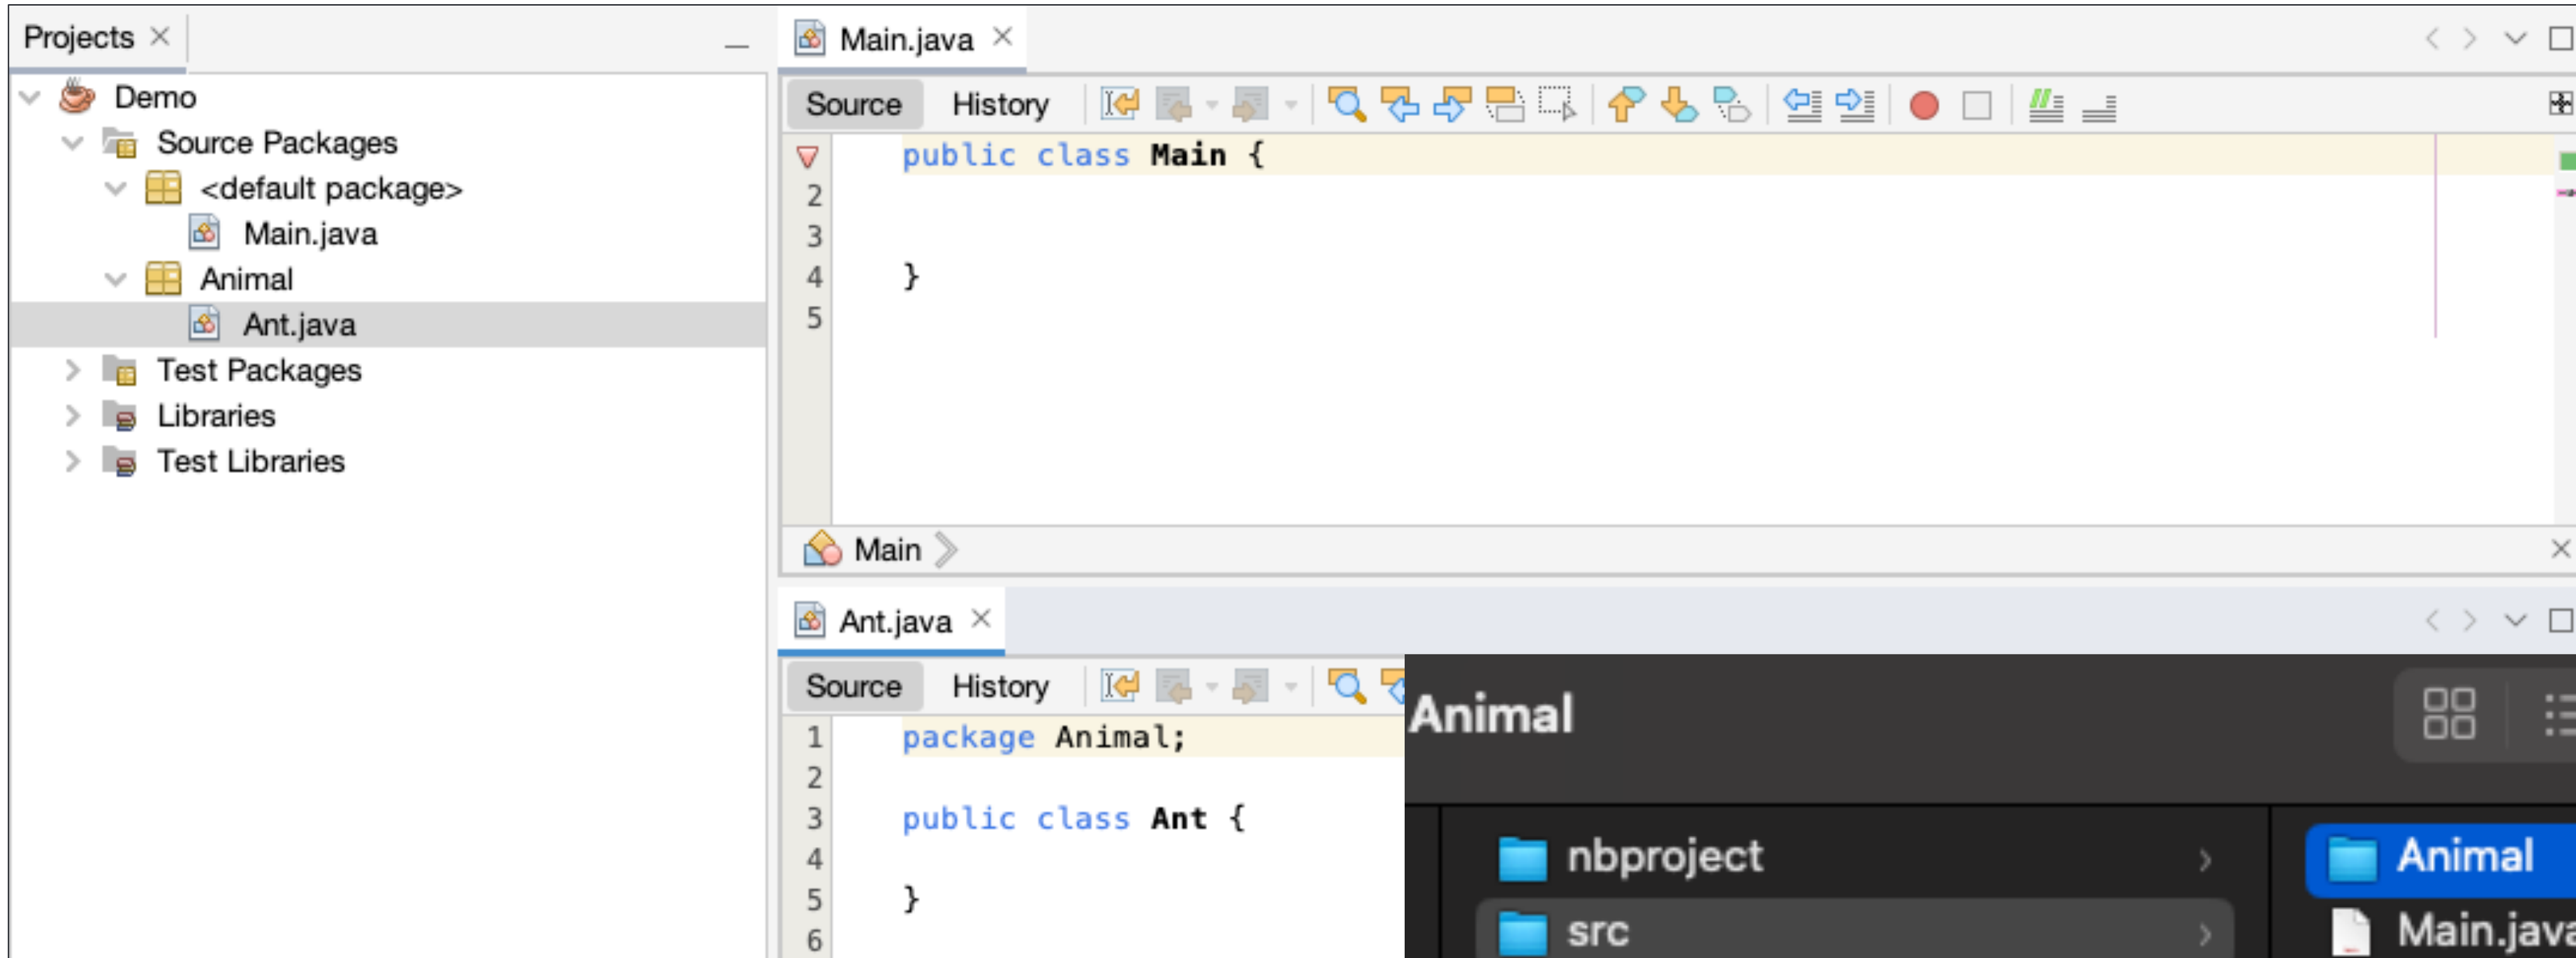 Projects
Demo
Source Packages
<default package>
Main.java
Animal
Ant.java
Test Packages
Libraries
Test Libraries
Main.java
Source History
public class Main {
2
3
4 }
5
Main
Ant.java
Source History
1 package Animal;
2
3 public class Ant {
4
5 }
6
Animal
nbproject
src
Animal
Main.java